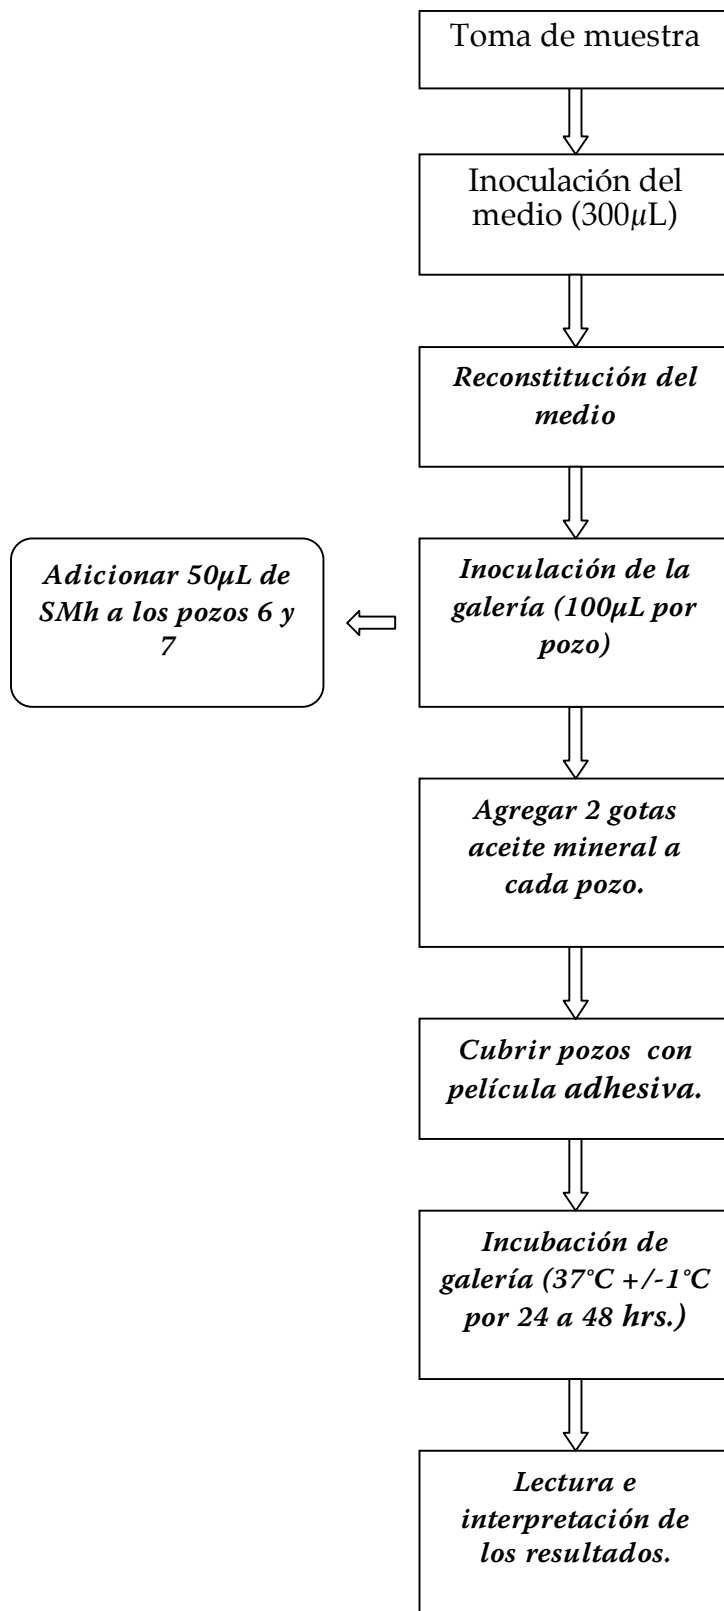 Toma de muestra
Inoculación del
medio (300µL)
Reconstitución del
medio
Inoculación de la
galería (100µL por
pozo)
Adicionar 50µL de
SMh a los pozos 6 y
7
Agregar 2 gotas
aceite mineral a
cada pozo.
Cubrir pozos con
película adhesiva.
Incubación de
galería (37°C +/-1°C
por 24 a 48 hrs.)
Lectura e
interpretación de
los resultados.